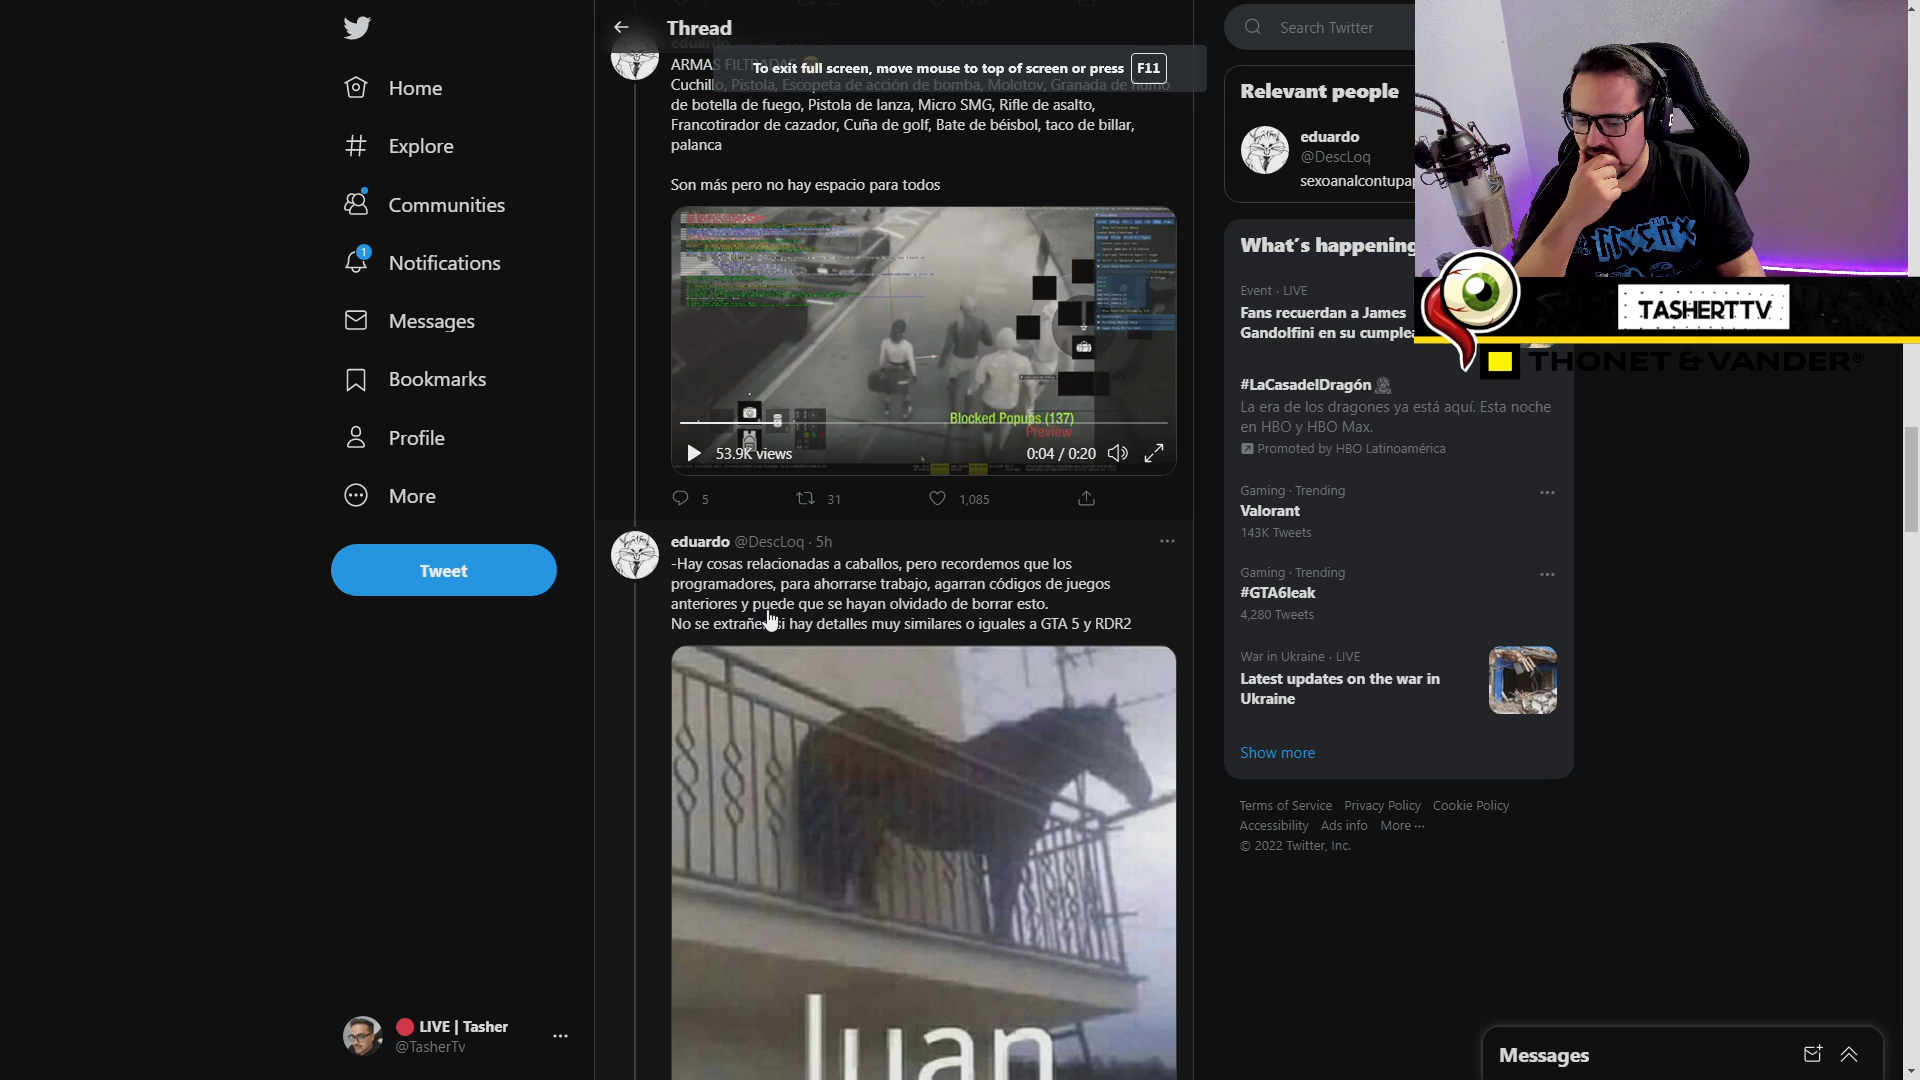 Home
Explore
Communities
1
Notifications
Messages
Bookmarks
Profile
More
Tweet
LIVE | Tasher
@TasherTv
Thread
To exit full screen, move mouse to top of screen or press F11
eduardo
ARMAS FILTRADAS
Cuchillo, Pistola, Escopeta de acción de bomba, Molotov, Granada de humo
de botella de fuego, Pistola de lanza, Micro SMG, Rifle de asalto,
Francotirador de cazador, Cuña de golf, Bate de béisbol, taco de billar,
palanca
Son más pero no hay espacio para todos
Blocked Popups (137)
Preview
53.9K views
0:04 / 0:20
5
31
1,085
eduardo @DescLoq · 5h
-Hay cosas relacionadas a caballos, pero recordemos que los
programadores, para ahorrarse trabajo, agarran códigos de juegos
anteriores y puede que se hayan olvidado de borrar esto.
No se extrañen si hay detalles muy similares o iguales a GTA 5 y RDR2
Juan
Search Twitter
Relevant people
eduardo
@DescLoq
sexoanalcontupap
What's happening
Event · LIVE
Fans recuerdan a James
Gandolfini en su cumple
#LaCasadelDragón
La era de los dragones ya está aquí. Esta noche
en HBO y HBO Max.
Promoted by HBO Latinoamérica
Gaming · Trending
Valorant
143K Tweets
Gaming · Trending
#GTA6leak
4,280 Tweets
War in Ukraine · LIVE
Latest updates on the war in
Ukraine
Show more
Terms of Service Privacy Policy Cookie Policy
Accessibility Ads info More ···
© 2022 Twitter, Inc.
TASHERTTV
THONET & VANDER®
Messages